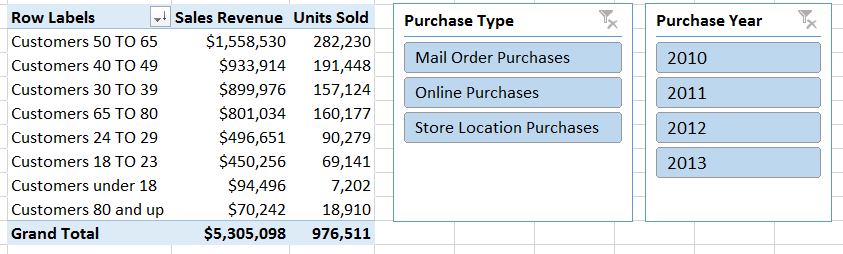 Row Labels Sales Revenue Units Sold
Customers 50 TO 65 $1,558,530 282,230
Customers 40 TO 49 $933,914 191,448
Customers 30 TO 39 $899,976 157,124
Customers 65 TO 80 $801,034 160,177
Customers 24 TO 29 $496,651 90,279
Customers 18 TO 23 $450,256 69,141
Customers under 18 $94,496 7,202
Customers 80 and up $70,242 18,910
Grand Total $5,305,098 976,511
Purchase Type
Mail Order Purchases
Online Purchases
Store Location Purchases
Purchase Year
2010
2011
2012
2013